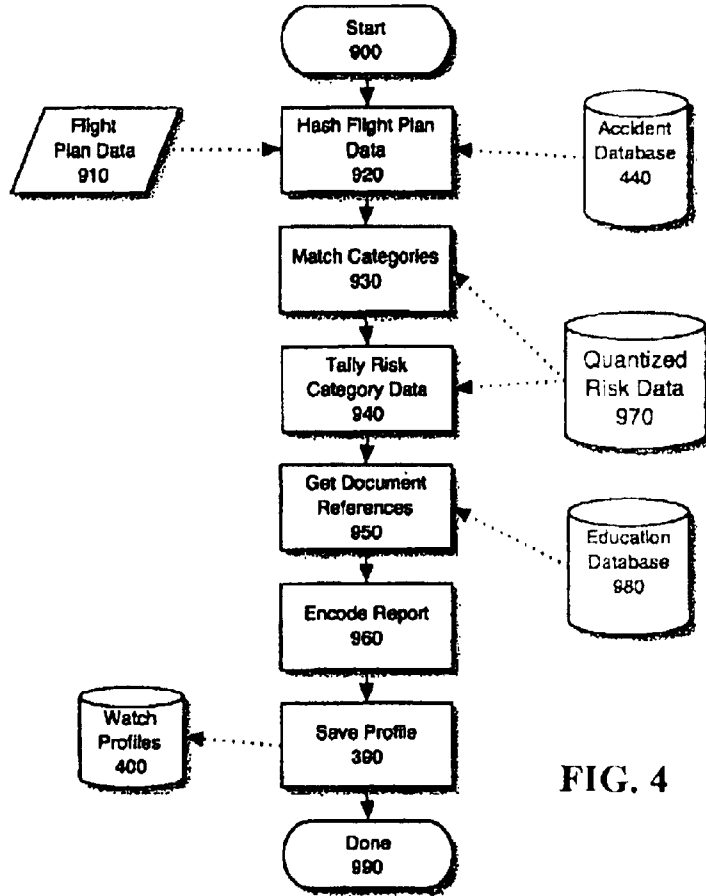 Start
900
Flight
Plan Data
910
Hash Flight Plan
Data
920
Accident
Database
440
Match Categories
930
Tally Risk
Category Data
940
Quantized
Risk Data
970
Get Document
References
950
Education
Database
980
Encode Report
960
Watch
Profiles
400
Save Profile
390
FIG. 4
Done
990